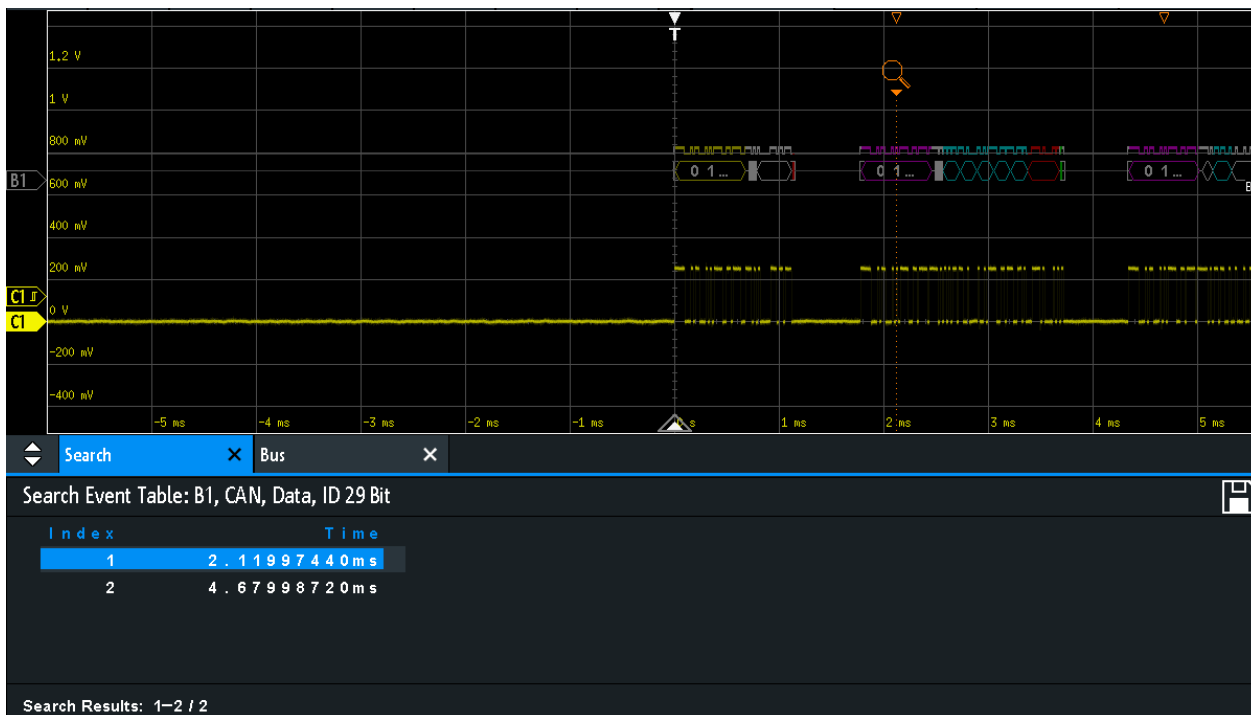 T
1.2 V
1 V
800 mV
B1
0 1...
0 1...
0 1...
600 mV
B
400 mV
200 mV
C1
0 V
C1
-200 mV
-400 mV
-5 ms
-4 ms
-3 ms
-2 ms
-1 ms
0 s
1 ms
2 ms
3 ms
4 ms
5 ms
Search
Bus
Search Event Table: B1, CAN, Data, ID 29 Bit
Index Time
1 2.11997440ms
2 4.67998720ms
Search Results: 1-2 / 2